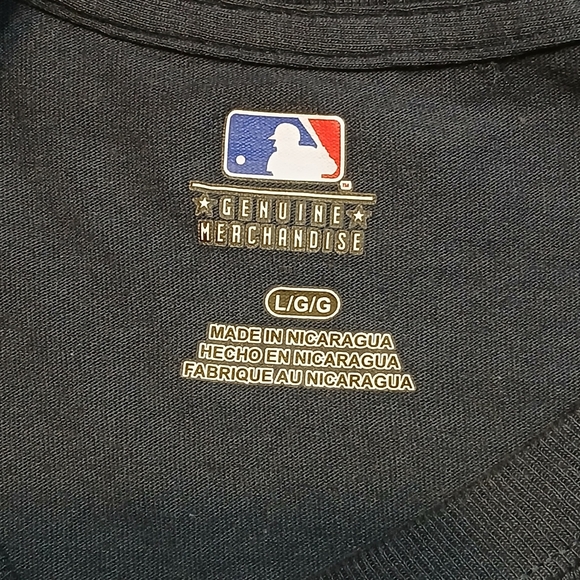 GENUINE
MERCHANDISE
L/G/G
MADE IN NICARAGUA
HECHO EN NICARAGUA
FABRIQUE AU NICARAGUA